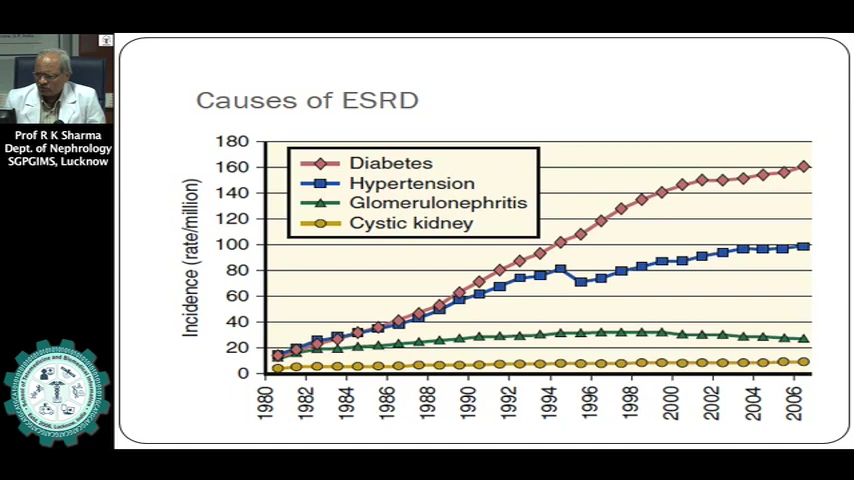 Prof R K Sharma
Dept. of Nephrology
SGPGIMS, Lucknow
Causes of ESRD
Incidence (rate/million)
180
160
140
120
100
80
60
40
20
0
Diabetes
Hypertension
Glomerulonephritis
Cystic kidney
1980
1982
1984
1986
1988
1990
1992
1994
1996
1998
2000
2002
2004
2006